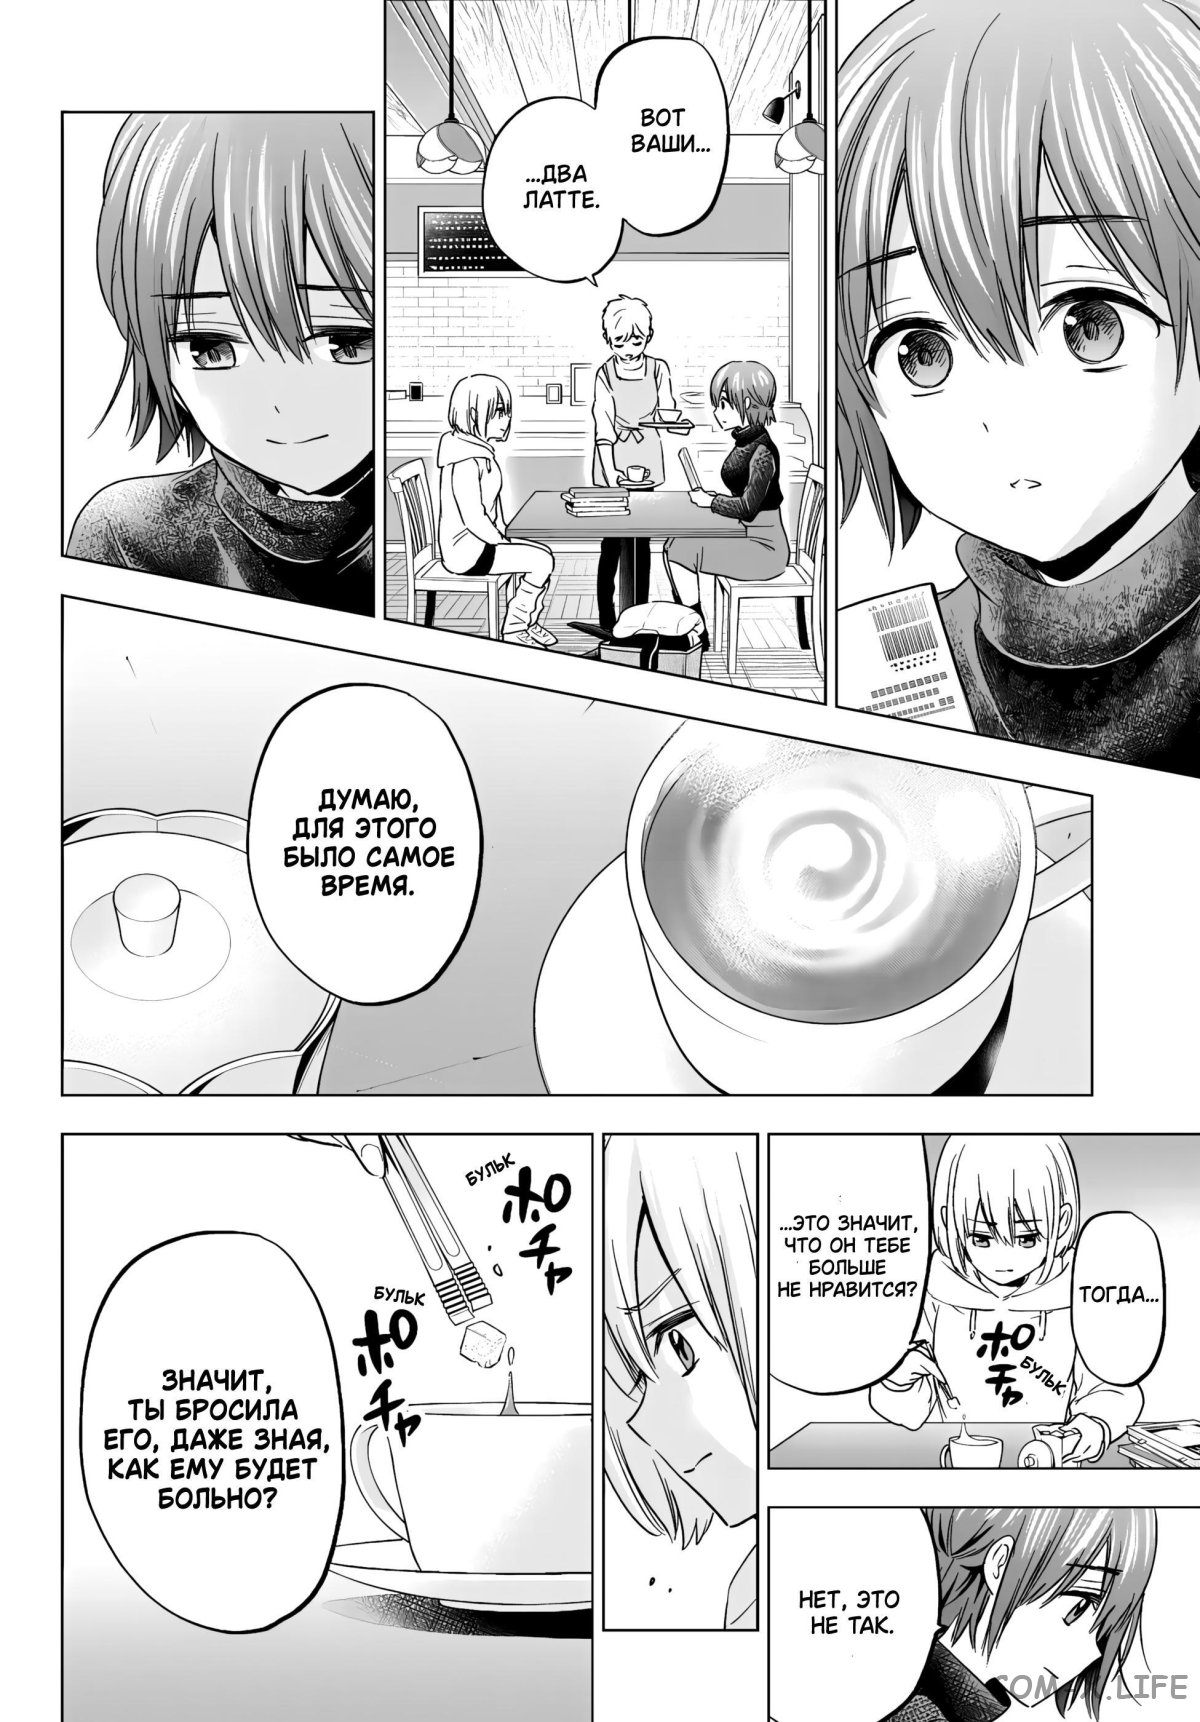 ВОТ
ВАШИ...
...ДВА
ЛАТТЕ.
ДУМАЮ,
ДЛЯ ЭТОГО
БЫЛО САМОЕ
ВРЕМЯ.
ТОГДА...
...ЭТО ЗНАЧИТ,
ЧТО ОН ТЕБЕ
БОЛЬШЕ
НЕ НРАВИТСЯ?
ポチャ
БУЛЬК
НЕТ, ЭТО
НЕ ТАК.
БУЛЬК
ポチャ
БУЛЬК
ポチャ
ЗНАЧИТ,
ТЫ БРОСИЛА
ЕГО, ДАЖЕ ЗНАЯ,
КАК ЕМУ БУДЕТ
БОЛЬНО?
COM-X.LIFE